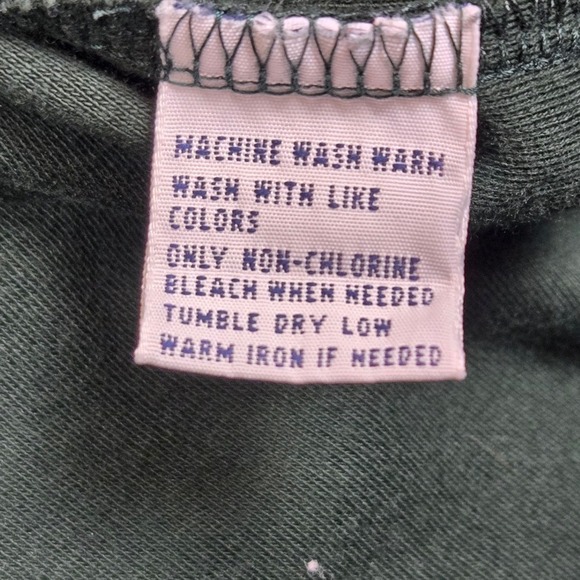 MACHINE WASH WARM
WASH WITH LIKE
COLORS
ONLY NON-CHLORINE
BLEACH WHEN NEEDED
TUMBLE DRY LOW
WARM IRON IF NEEDED